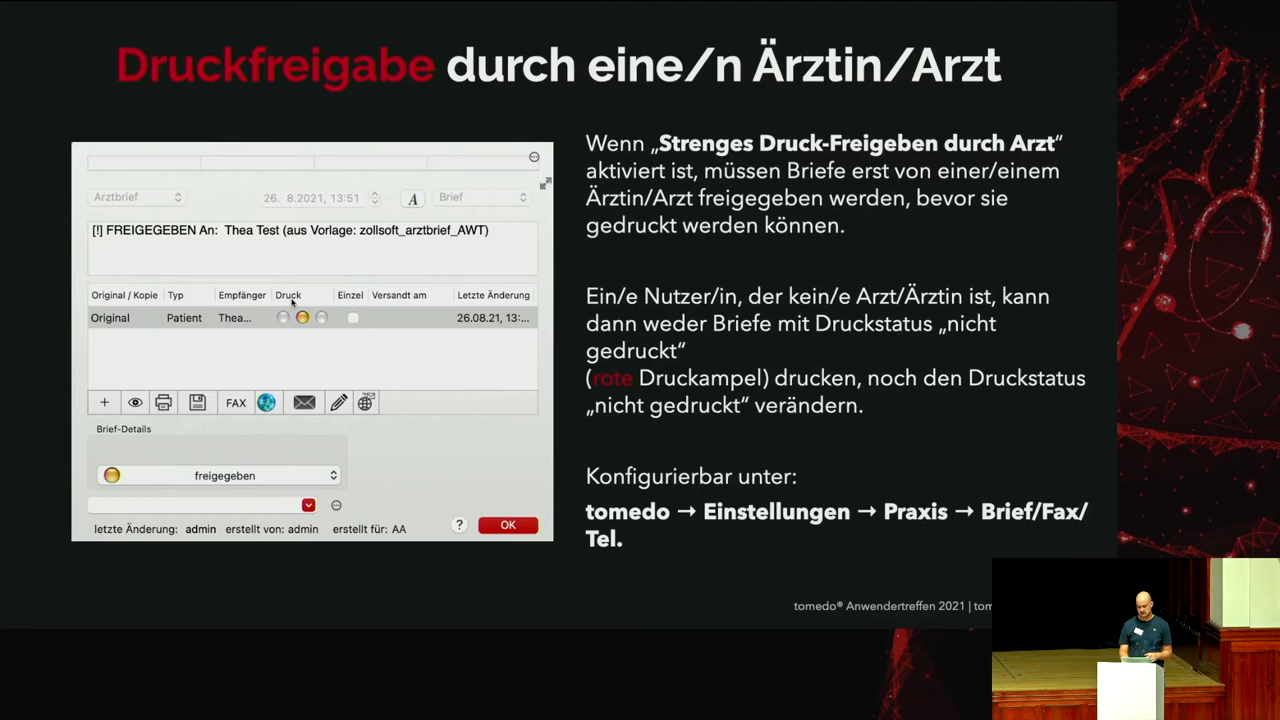 Druckfreigabe durch eine/n Ärztin/Arzt
Arztbrief
26. 8.2021, 13:51
A
Brief
[!] FREIGEGEBEN An: Thea Test (aus Vorlage: zollsoft_arztbrief_AWT)
Original / Kopie Typ Empfänger Druck Einzel Versandt am Letzte Änderung
Original Patient Thea... 26.08.21, 13:...
+ FAX
Brief-Details
freigegeben
letzte Änderung: admin erstellt von: admin erstellt für: AA
? OK
Wenn „Strenges Druck-Freigeben durch Arzt“
aktiviert ist, müssen Briefe erst von einer/einem
Ärztin/Arzt freigegeben werden, bevor sie
gedruckt werden können.
Ein/e Nutzer/in, der kein/e Arzt/Ärztin ist, kann
dann weder Briefe mit Druckstatus „nicht
gedruckt“
(rote Druckampel) drucken, noch den Druckstatus
„nicht gedruckt“ verändern.
Konfigurierbar unter:
tomedo → Einstellungen → Praxis → Brief/Fax/
Tel.
tomedo® Anwendertreffen 2021 | tom